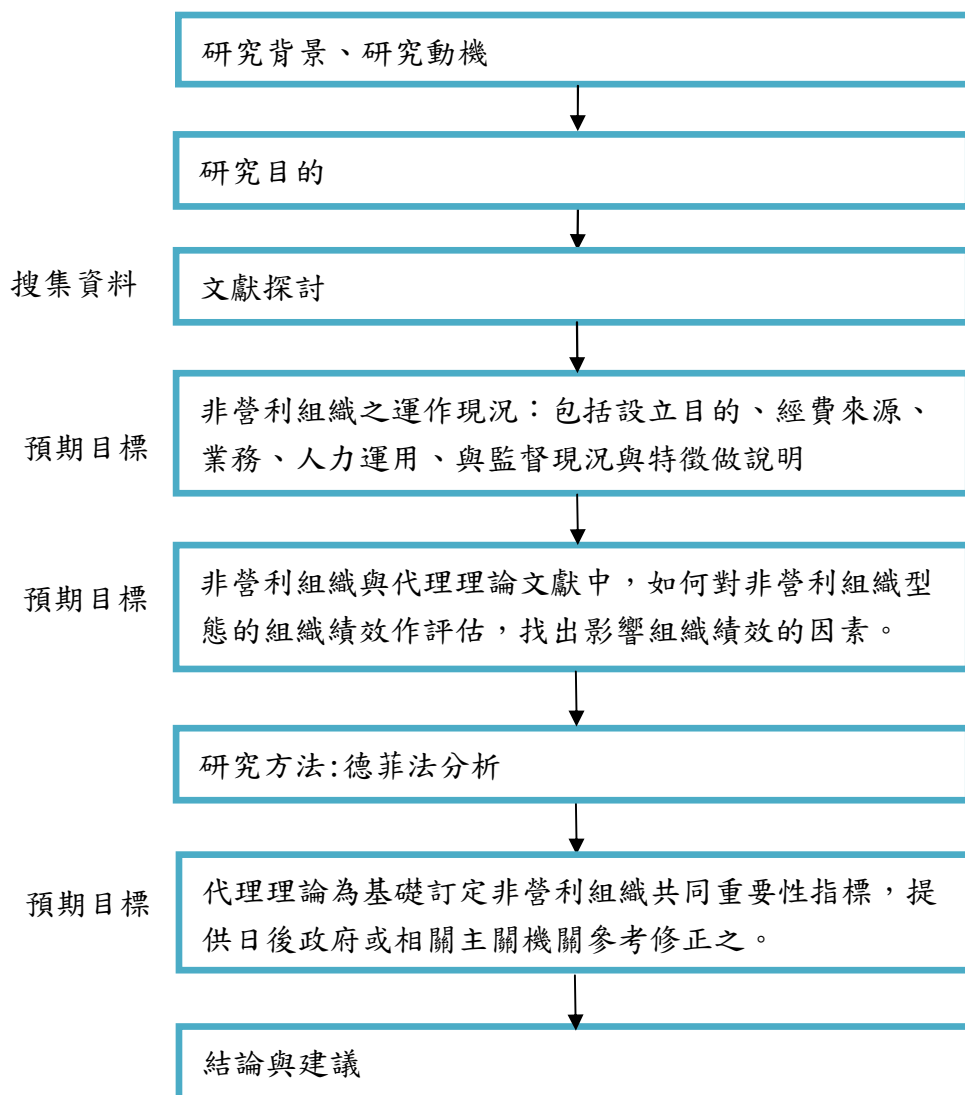 研究背景、研究動機
研究目的
搜集資料
文獻探討
預期目標
非營利組織之運作現況：包括設立目的、經費來源、
業務、人力運用、與監督現況與特徵做說明
預期目標
非營利組織與代理理論文獻中，如何對非營利組織型
態的組織績效作評估，找出影響組織績效的因素。
研究方法:德菲法分析
預期目標
代理理論為基礎訂定非營利組織共同重要性指標，提
供日後政府或相關主關機關參考修正之。
結論與建議